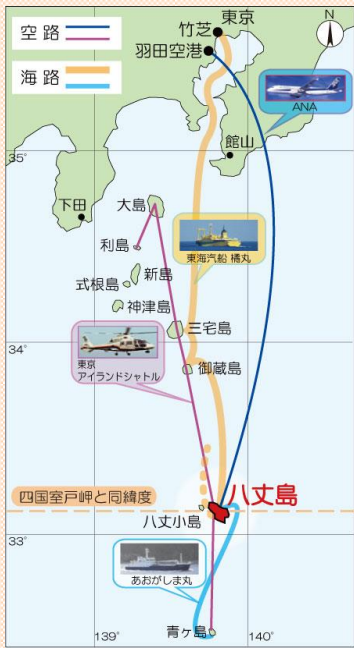 空路
海路
N
東京
竹芝
羽田空港
ANA
館山
35°
下田
大島
利島
東海汽船 橘丸
新島
式根島
神津島
三宅島
34°
東京
アイランドシャトル
御蔵島
四国室戸岬と同緯度
八丈島
八丈小島
33°
あおがしま丸
青ヶ島
139°
140°